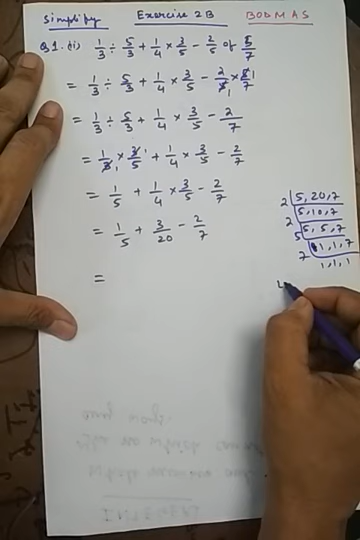 Simplify Exercise 2B BODMAS
Q1. (i) 1/3 ÷ 5/3 + 1/4 × 3/5 − 2/5 of 5/7
= 1/3 ÷ 5/3 + 1/4 × 3/5 − 2/5 1 × 5 1/7
= 1/3 ÷ 5/3 + 1/4 × 3/5 − 2/7
= 1/3 1 × 3 1/5 + 1/4 × 3/5 − 2/7
= 1/5 + 1/4 × 3/5 − 2/7
= 1/5 + 3/20 − 2/7
=
2 | 5, 20, 7
2 | 5, 10, 7
5 | 5, 5, 7
7 | 1, 1, 7
1, 1, 1